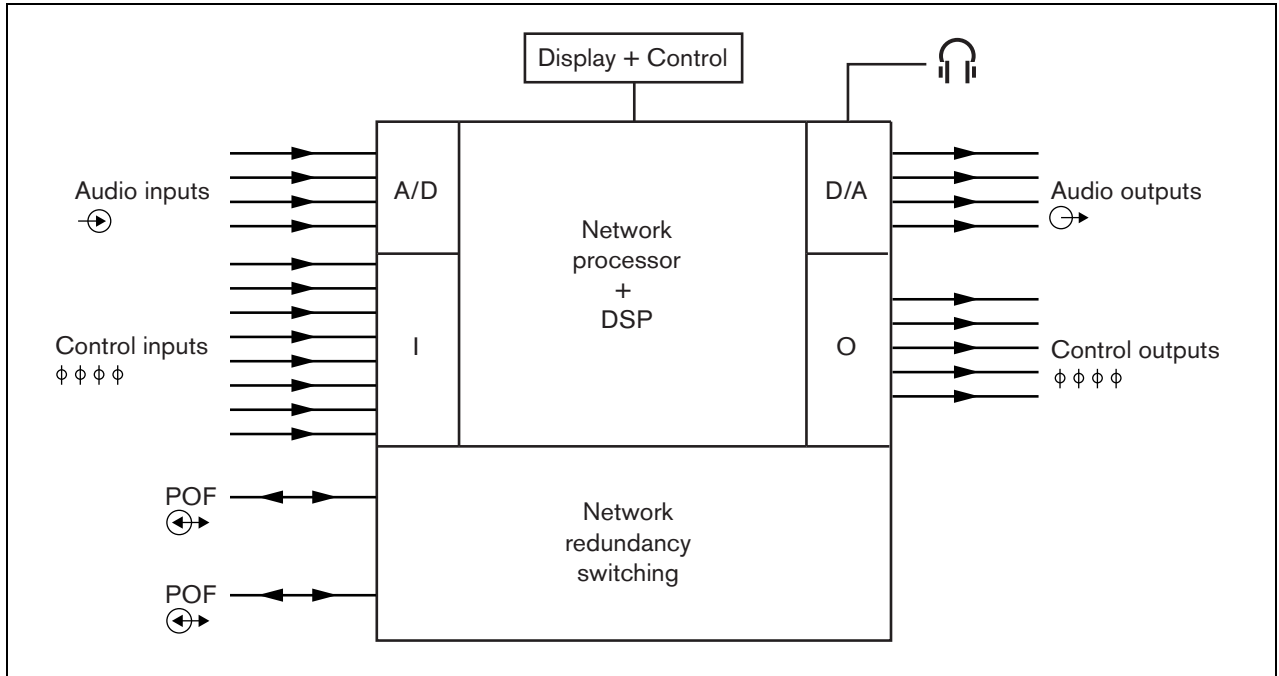 Display + Control
Audio inputs
A/D
D/A
Audio outputs
Network
processor
+
DSP
Control inputs
I
O
Control outputs
POF
POF
Network
redundancy
switching